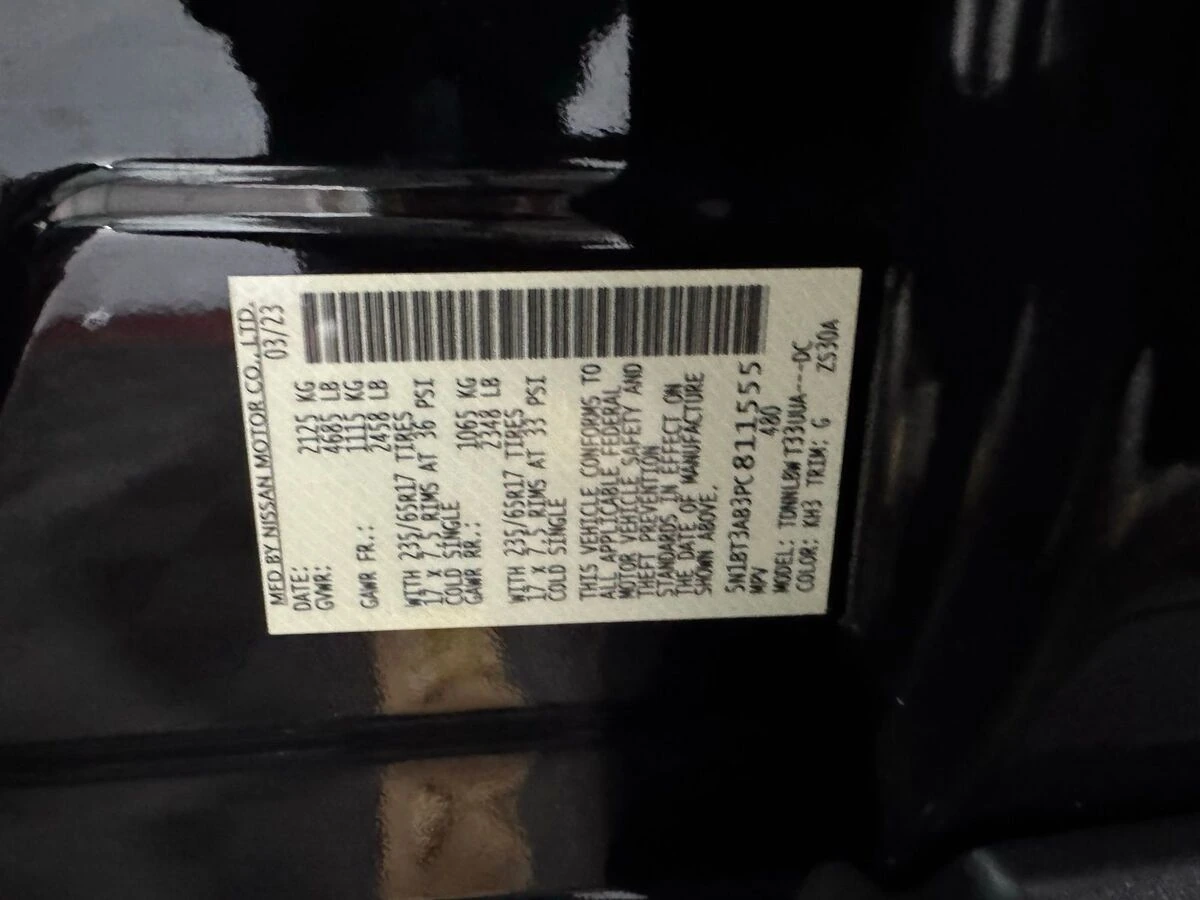 MFD BY NISSAN MOTOR CO., LTD.
DATE: 03/23
GVWR: 2125 KG
4685 LB
GAWR FR.: 1115 KG
2458 LB
WITH 235/65R17 TIRES
17 x 7.5 RIMS AT 36 PSI
COLD SINGLE
GAWR RR.: 1065 KG
2348 LB
WITH 235/65R17 TIRES
17 x 7.5 RIMS AT 33 PSI
COLD SINGLE
THIS VEHICLE CONFORMS TO
ALL APPLICABLE FEDERAL
MOTOR VEHICLE SAFETY AND
THEFT PREVENTION
STANDARDS IN EFFECT ON
THE DATE OF MANUFACTURE
SHOWN ABOVE.
5N1BT3AB3PC811555
MPV 480
MODEL: TDNNLBWT33UUA---DC
COLOR: KH3 TRIM: G ZS30A